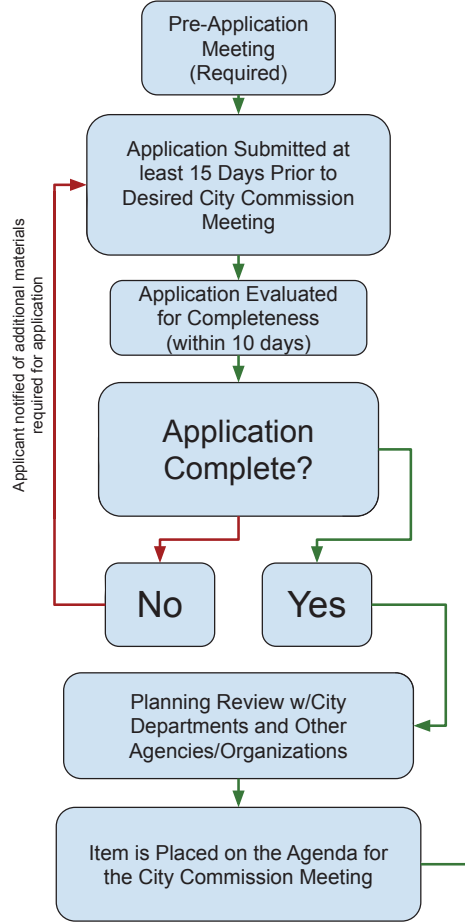 Pre-Application
Meeting
(Required)
Application Submitted at
least 15 Days Prior to
Desired City Commission
Meeting
Applicant notified of additional materials
required for application
Application Evaluated
for Completeness
(within 10 days)
Application
Complete?
No
Yes
Planning Review w/City
Departments and Other
Agencies/Organizations
Item is Placed on the Agenda for
the City Commission Meeting